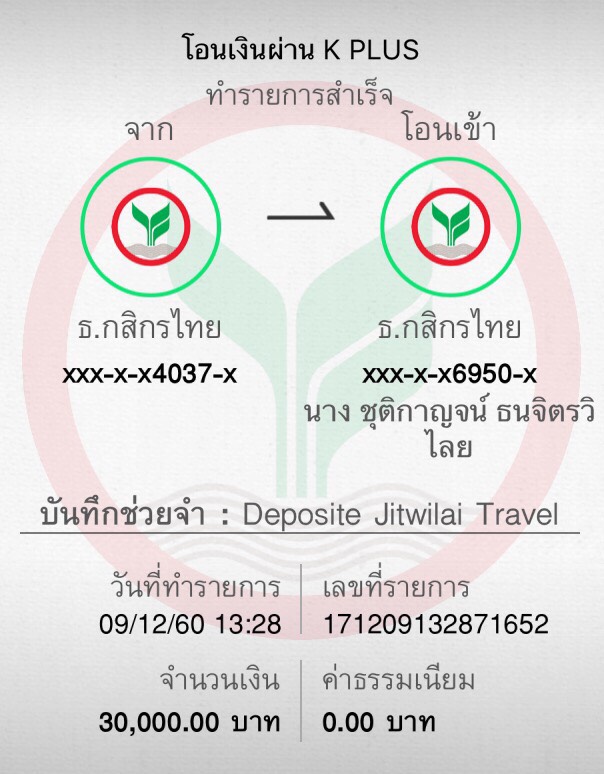 โอนเงินผ่าน K PLUS
ทำรายการสำเร็จ
จาก
โอนเข้า
ธ.กสิกรไทย
ธ.กสิกรไทย
xxx-x-x4037-x
xxx-x-x6950-x
นาง ชุติกาญจน์ ธนจิตรวิ
ไลย
บันทึกช่วยจำ : Deposite Jitwilai Travel
วันที่ทำรายการ
เลขที่รายการ
09/12/60 13:28
171209132871652
จำนวนเงิน
ค่าธรรมเนียม
30,000.00 บาท
0.00 บาท